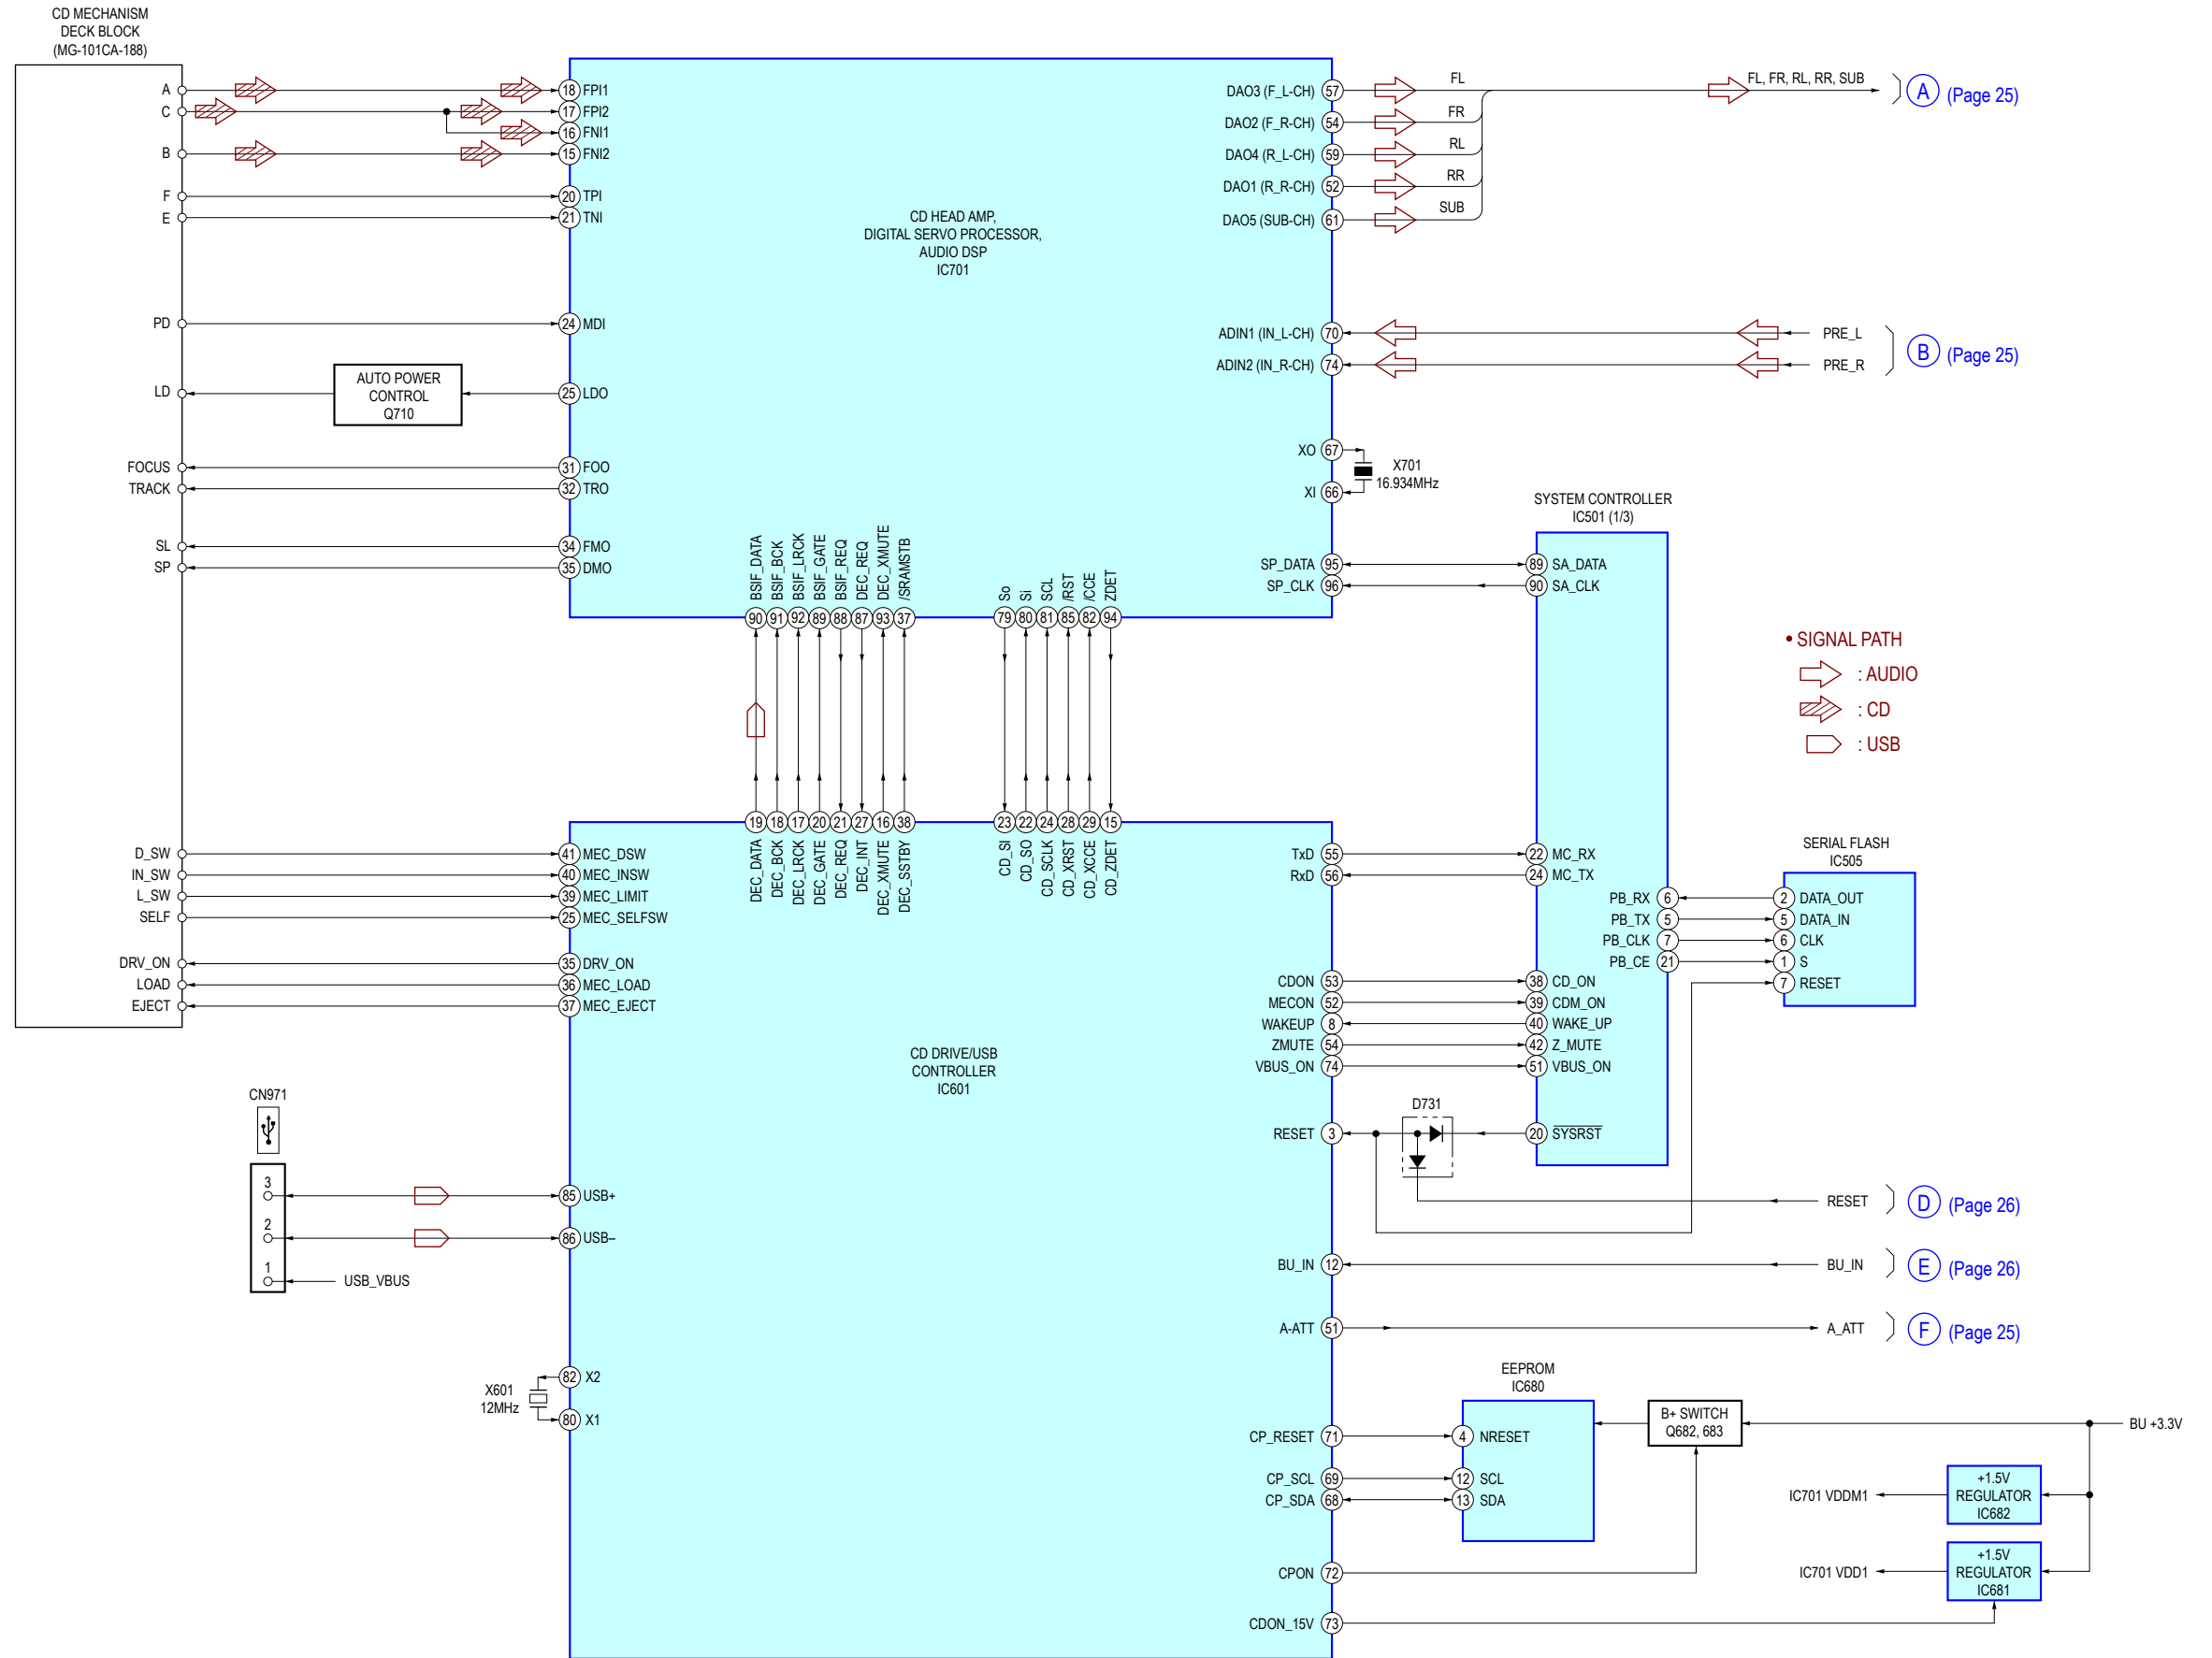 CD MECHANISM
DECK BLOCK
(MG-101CA-188)
A
C
B
F
E
PD
LD
FOCUS
TRACK
SL
SP
D_SW
IN_SW
L_SW
SELF
DRV_ON
LOAD
EJECT
AUTO POWER
CONTROL
Q710
18 FPI1
17 FPI2
16 FNI1
15 FNI2
20 TPI
21 TNI
24 MDI
25 LDO
31 FOO
32 TRO
34 FMO
35 DMO
CD HEAD AMP,
DIGITAL SERVO PROCESSOR,
AUDIO DSP
IC701
DAO3 (F_L-CH) 57 FL
DAO2 (F_R-CH) 54 FR
DAO4 (R_L-CH) 59 RL
DAO1 (R_R-CH) 52 RR
DAO5 (SUB-CH) 61 SUB
FL, FR, RL, RR, SUB
A (Page 25)
ADIN1 (IN_L-CH) 70 PRE_L
ADIN2 (IN_R-CH) 74 PRE_R
B (Page 25)
XO 67
XI 66
X701
16.934MHz
SP_DATA 95
SP_CLK 96
BSIF_DATA 90
BSIF_BCK 91
BSIF_LRCK 92
BSIF_GATE 89
BSIF_REQ 88
DEC_REQ 87
DEC_XMUTE 93
/SRAMSTB 37
So 79
Si 80
SCL 81
/RST 85
/CCE 82
ZDET 94
SYSTEM CONTROLLER
IC501 (1/3)
89 SA_DATA
90 SA_CLK
22 MC_RX
24 MC_TX
PB_RX 6
PB_TX 5
PB_CLK 7
PB_CE 21
38 CD_ON
39 CDM_ON
40 WAKE_UP
42 Z_MUTE
51 VBUS_ON
20 SYSRST
• SIGNAL PATH
: AUDIO
: CD
: USB
SERIAL FLASH
IC505
2 DATA_OUT
5 DATA_IN
6 CLK
1 S
7 RESET
19 DEC_DATA
18 DEC_BCK
17 DEC_LRCK
20 DEC_GATE
21 DEC_REQ
27 DEC_INT
16 DEC_XMUTE
38 DEC_SSTBY
23 CD_SI
22 CD_SO
24 CD_SCLK
28 CD_XRST
29 CD_XCCE
15 CD_ZDET
41 MEC_DSW
40 MEC_INSW
39 MEC_LIMIT
25 MEC_SELFSW
35 DRV_ON
36 MEC_LOAD
37 MEC_EJECT
CD DRIVE/USB
CONTROLLER
IC601
TxD 55
RxD 56
CDON 53
MECON 52
WAKEUP 8
ZMUTE 54
VBUS_ON 74
RESET 3
D731
RESET
D (Page 26)
BU_IN 12
BU_IN
E (Page 26)
A-ATT 51
A_ATT
F (Page 25)
CN971
3
2
1
USB_VBUS
85 USB+
86 USB–
X601
12MHz
82 X2
80 X1
CP_RESET 71
CP_SCL 69
CP_SDA 68
CPON 72
CDON_15V 73
EEPROM
IC680
4 NRESET
12 SCL
13 SDA
B+ SWITCH
Q682, 683
BU +3.3V
IC701 VDDM1
+1.5V
REGULATOR
IC682
IC701 VDD1
+1.5V
REGULATOR
IC681